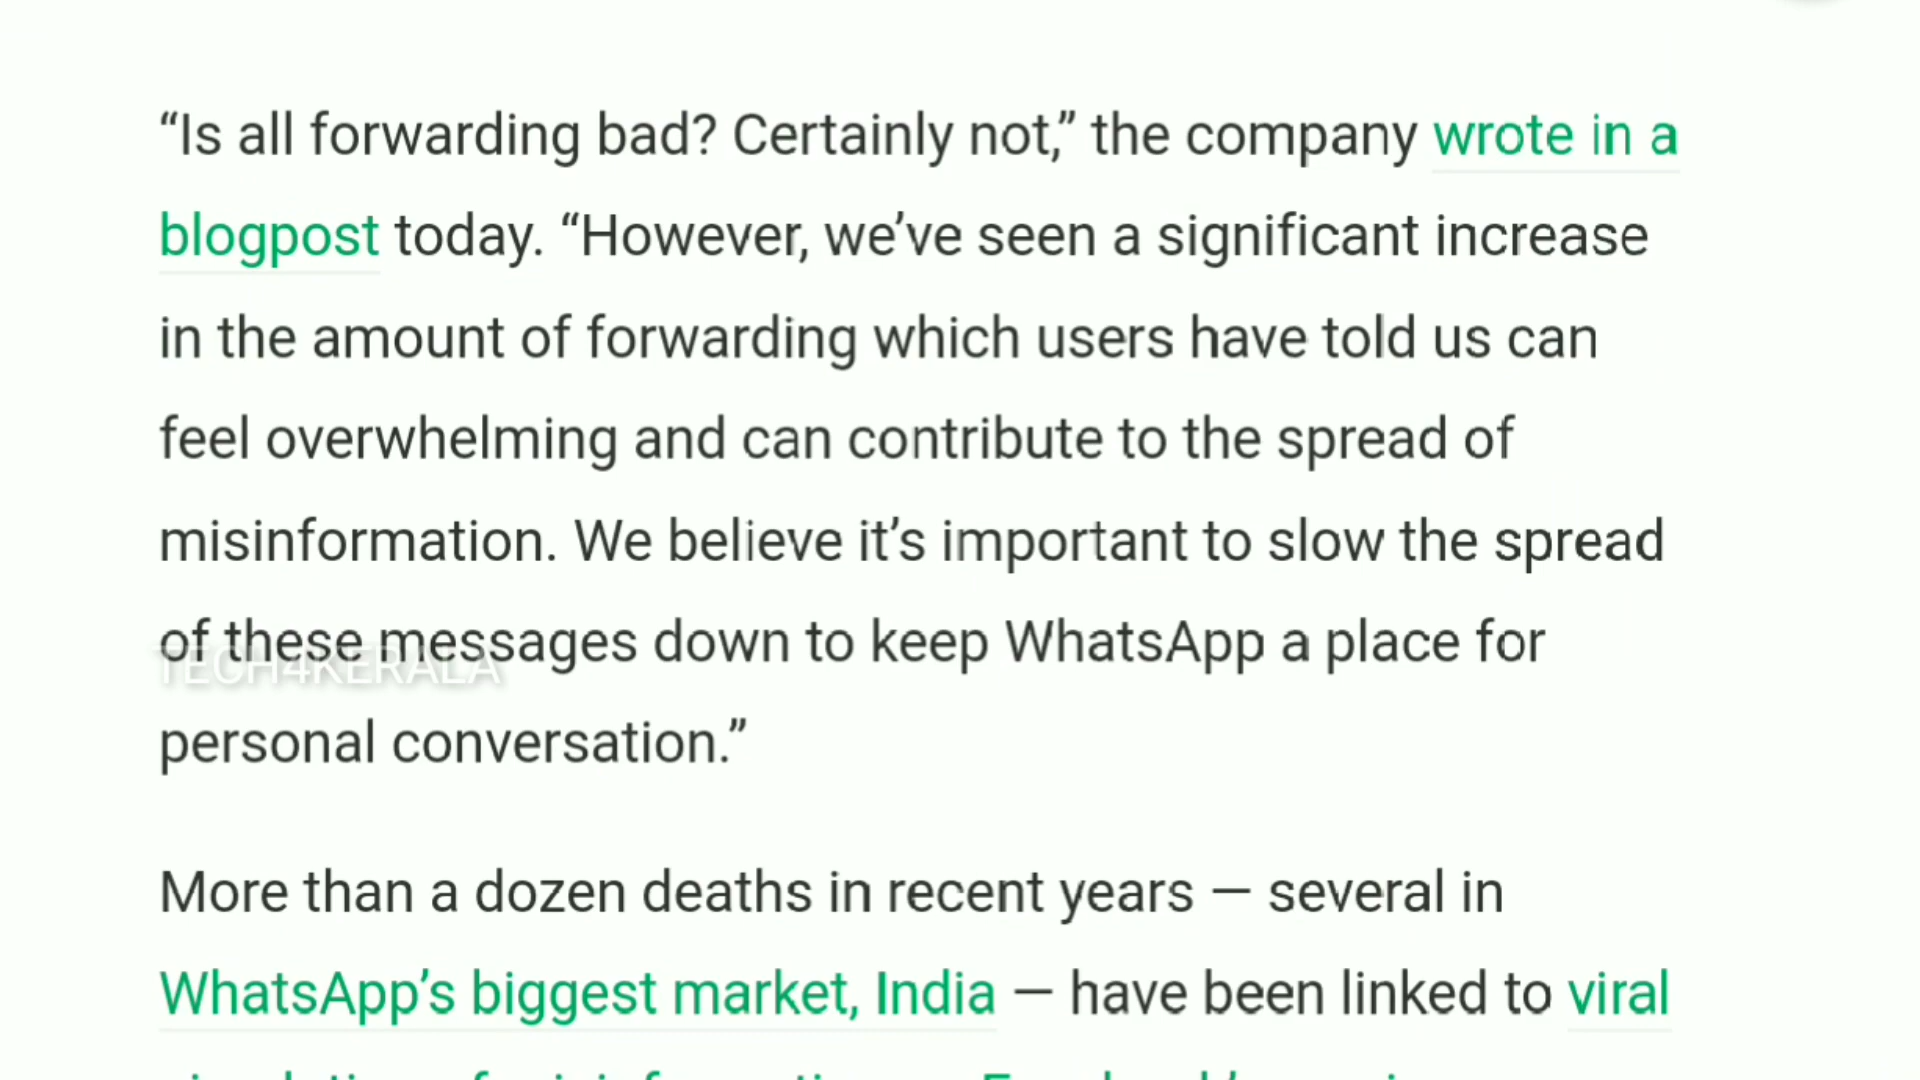 “Is all forwarding bad? Certainly not,” the company wrote in a
blogpost today. “However, we’ve seen a significant increase
in the amount of forwarding which users have told us can
feel overwhelming and can contribute to the spread of
misinformation. We believe it’s important to slow the spread
of these messages down to keep WhatsApp a place for
TECH4KERALA
personal conversation.”
More than a dozen deaths in recent years — several in
WhatsApp’s biggest market, India — have been linked to viral